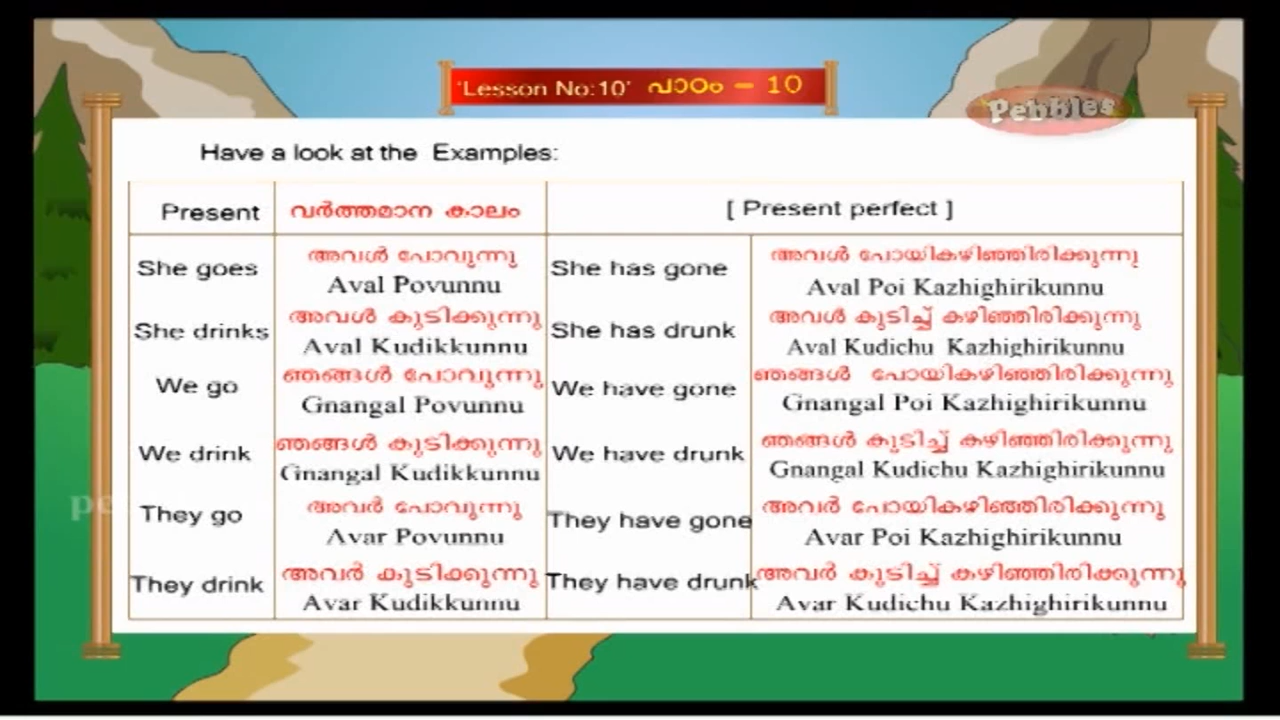 'Lesson No:10' പാഠം – 10
Pebbles
Have a look at the Examples:
Present വർത്തമാന കാലം [ Present perfect ]
She goes അവൾ പോവുന്നു She has gone അവൾ പോയികഴിഞ്ഞിരിക്കുന്നു
Aval Povunnu Aval Poi Kazhighirikunnu
She drinks അവൾ കുടിക്കുന്നു She has drunk അവൾ കുടിച്ച് കഴിഞ്ഞിരിക്കുന്നു
Aval Kudikkunnu Aval Kudichu Kazhighirikunnu
We go ഞങ്ങൾ പോവുന്നു We have gone ഞങ്ങൾ പോയികഴിഞ്ഞിരിക്കുന്നു
Gnangal Povunnu Gnangal Poi Kazhighirikunnu
We drink ഞങ്ങൾ കുടിക്കുന്നു We have drunk ഞങ്ങൾ കുടിച്ച് കഴിഞ്ഞിരിക്കുന്നു
Gnangal Kudikkunnu Gnangal Kudichu Kazhighirikunnu
They go അവർ പോവുന്നു They have gone അവർ പോയികഴിഞ്ഞിരിക്കുന്നു
Avar Povunnu Avar Poi Kazhighirikunnu
They drink അവർ കുടിക്കുന്നു They have drunk അവർ കുടിച്ച് കഴിഞ്ഞിരിക്കുന്നു
Avar Kudikkunnu Avar Kudichu Kazhighirikunnu